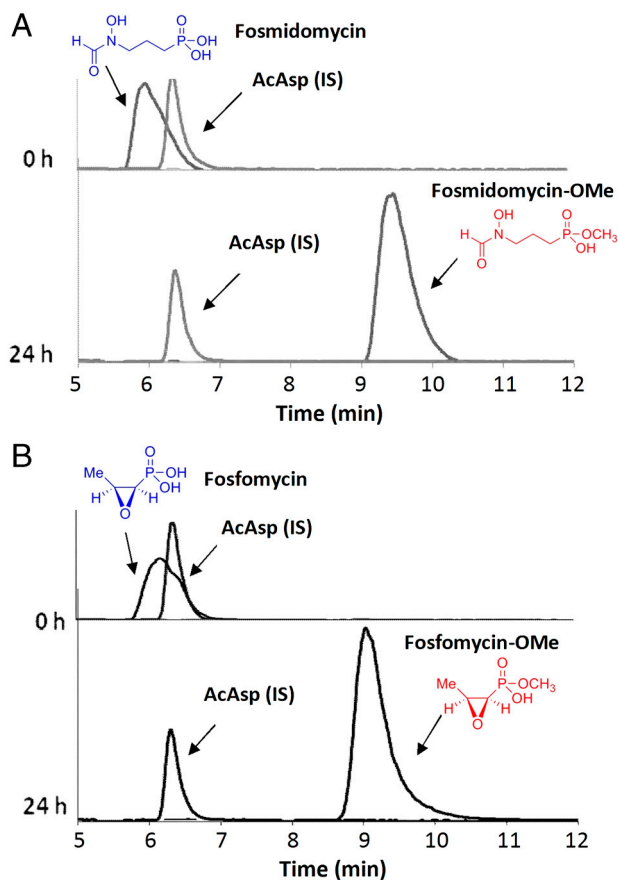 A
Fosmidomycin
OH
H N P OH
O OH
O
AcAsp (IS)
0 h
Fosmidomycin-OMe
OH
O
H N P OCH3
OH
O
AcAsp (IS)
24 h
5 6 7 8 9 10 11 12
Time (min)
B
Fosfomycin
O
Me P OH
OH
H H
O
AcAsp (IS)
0 h
Fosfomycin-OMe
O
Me P OCH3
OH
H H
O
AcAsp (IS)
24 h
5 6 7 8 9 10 11 12
Time (min)